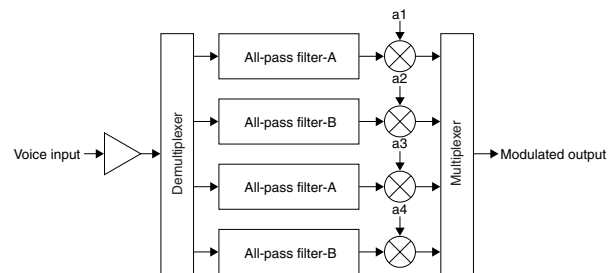 a1
All-pass filter-A
a2
All-pass filter-B
Voice input
Demultiplexer
a3
Multiplexer
Modulated output
All-pass filter-A
a4
All-pass filter-B